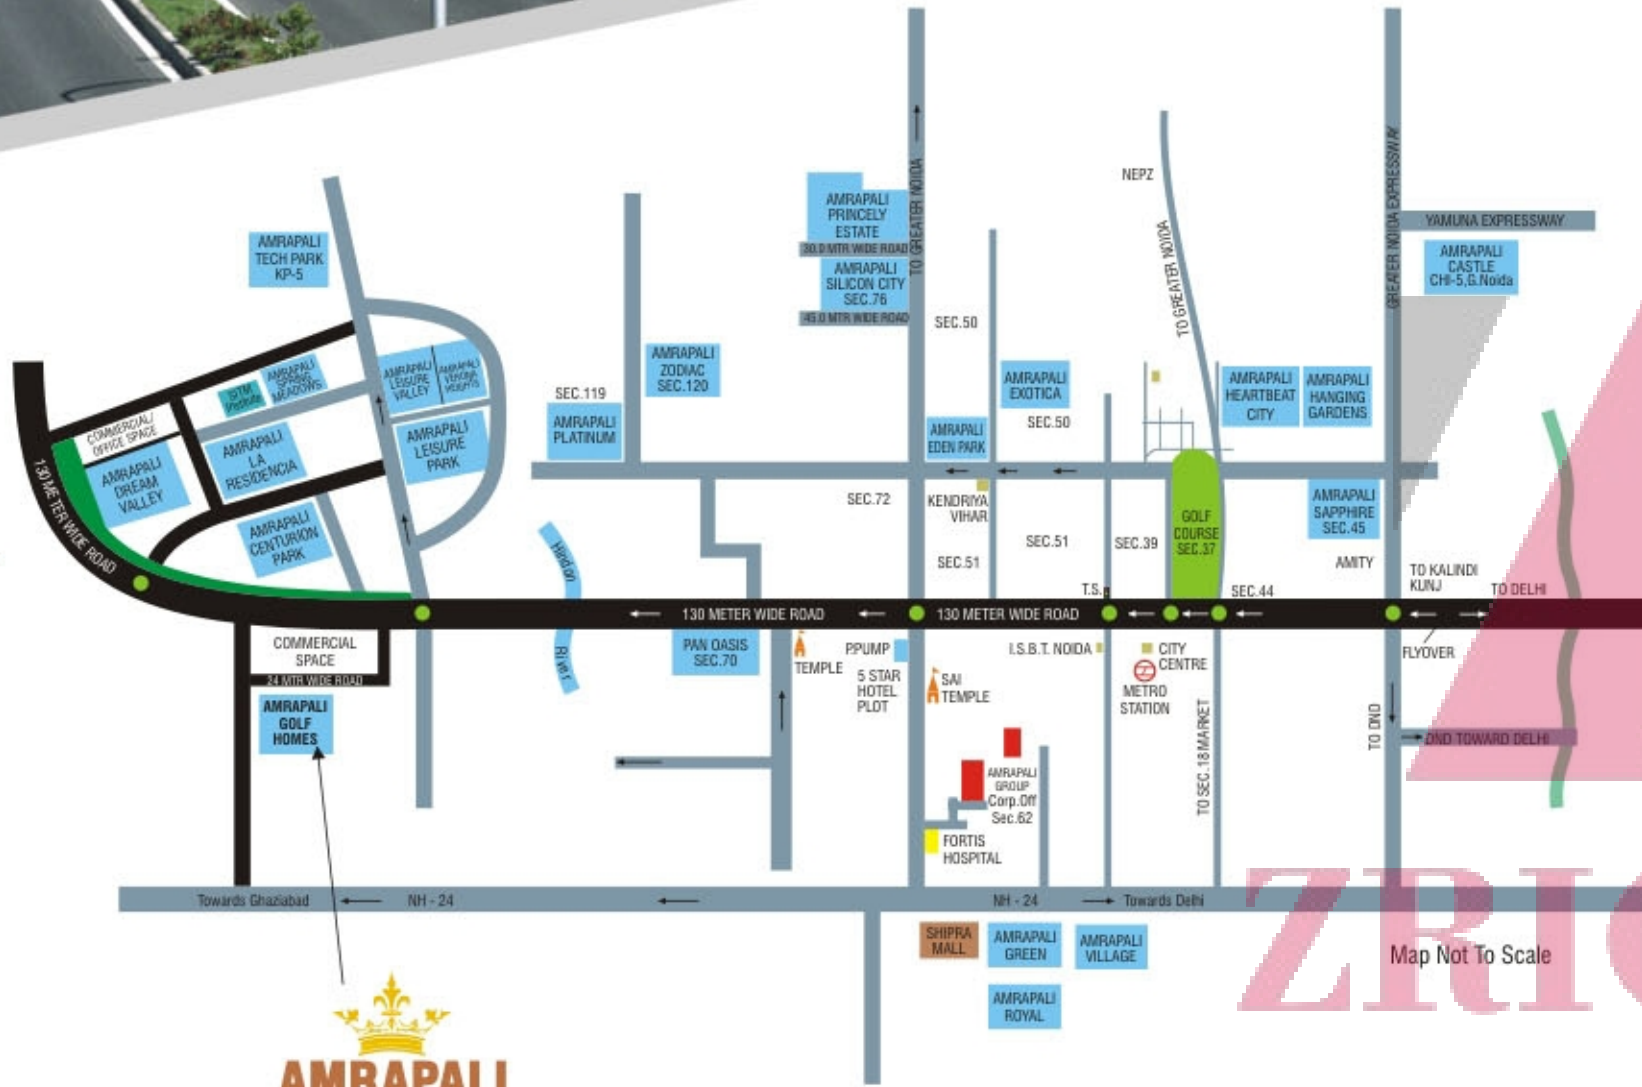 TO GREATER NOIDA
GREATER NOIDA EXPRESSWAY
NEPZ
TO GREATER NOIDA
YAMUNA EXPRESSWAY
AMRAPALI
CASTLE
CHI-5,G.Noida
AMRAPALI
PRINCELY
ESTATE
30.0 MTR WIDE ROAD
AMRAPALI
SILICON CITY
SEC.76
45.0 MTR WIDE ROAD
AMRAPALI
TECH PARK
KP-5
SEC.50
AMRAPALI
ZODIAC
SEC.120
SEC.119
AMRAPALI
PLATINUM
AMRAPALI
EXOTICA
SEC.50
AMRAPALI
EDEN PARK
AMRAPALI
HEARTBEAT
CITY
AMRAPALI
HANGING
GARDENS
AMRAPALI
LEISURE
VALLEY
AMRAPALI
VERONA
HEIGHTS
AMRAPALI
SPRING
MEADOWS
SITM
Institute
COMMERCIAL/
OFFICE SPACE
AMRAPALI
DREAM
VALLEY
AMRAPALI
LA
RESIDENCIA
AMRAPALI
LEISURE
PARK
AMRAPALI
CENTURION
PARK
130 METER WIDE ROAD
Hindon
River
SEC.72
KENDRIYA
VIHAR
SEC.51
SEC.51
SEC.39
GOLF
COURSE
SEC.37
AMRAPALI
SAPPHIRE
SEC.45
AMITY
TO KALINDI
KUNJ
TO DELHI
T.S.
SEC.44
130 METER WIDE ROAD
130 METER WIDE ROAD
COMMERCIAL
SPACE
24 MTR WIDE ROAD
AMRAPALI
GOLF
HOMES
PAN OASIS
SEC.70
TEMPLE
P.PUMP
5 STAR
HOTEL
PLOT
SAI
TEMPLE
I.S.B.T. NOIDA
CITY
CENTRE
METRO
STATION
FLYOVER
TO SEC.18 MARKET
TO DND
DND TOWARD DELHI
AMRAPALI
GROUP
Corp.Off
Sec.62
FORTIS
HOSPITAL
Towards Ghaziabad
NH - 24
NH - 24
Towards Delhi
SHIPRA
MALL
AMRAPALI
GREEN
AMRAPALI
VILLAGE
AMRAPALI
ROYAL
Map Not To Scale
AMRAPALI